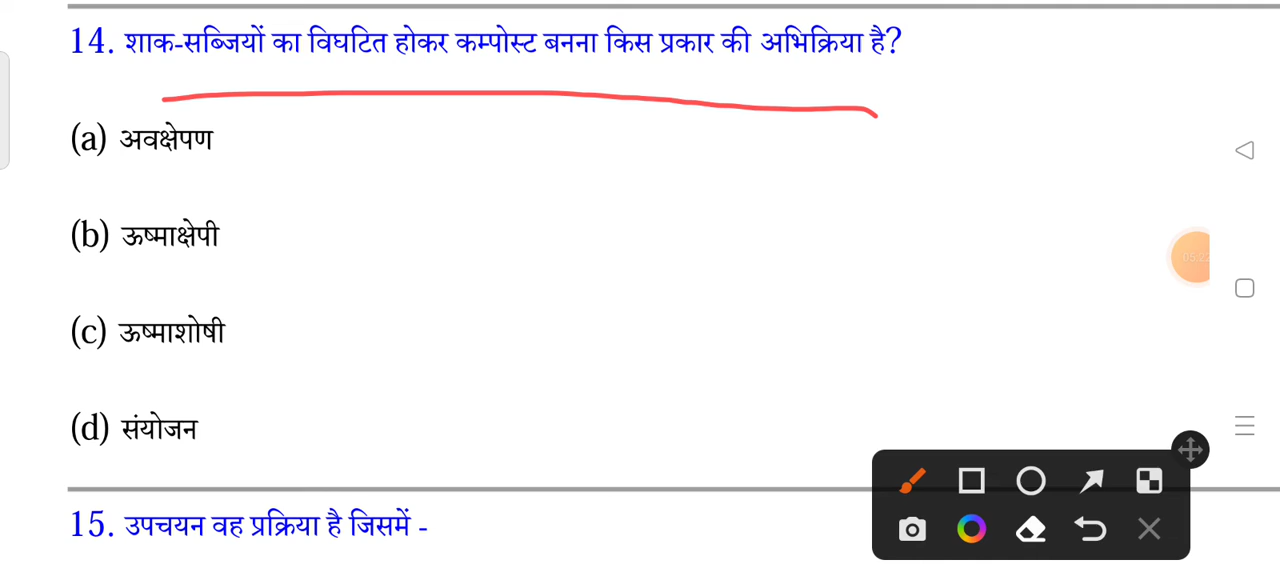 14. शाक-सब्जियों का विघटित होकर कम्पोस्ट बनना किस प्रकार की अभिक्रिया है?
(a) अवक्षेपण
(b) ऊष्माक्षेपी
(c) ऊष्माशोषी
(d) संयोजन
15. उपचयन वह प्रक्रिया है जिसमें -